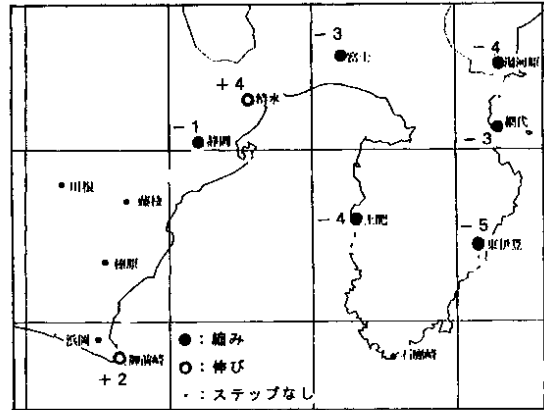 -3
富士
-4
湯河原
+4
清水
-1
静岡
網代
-3
川根
藤枝
-4
土肥
-5
東伊豆
榛原
浜岡
御前崎
+2
石廊崎
●：縮み
○：伸び
・：ステップなし